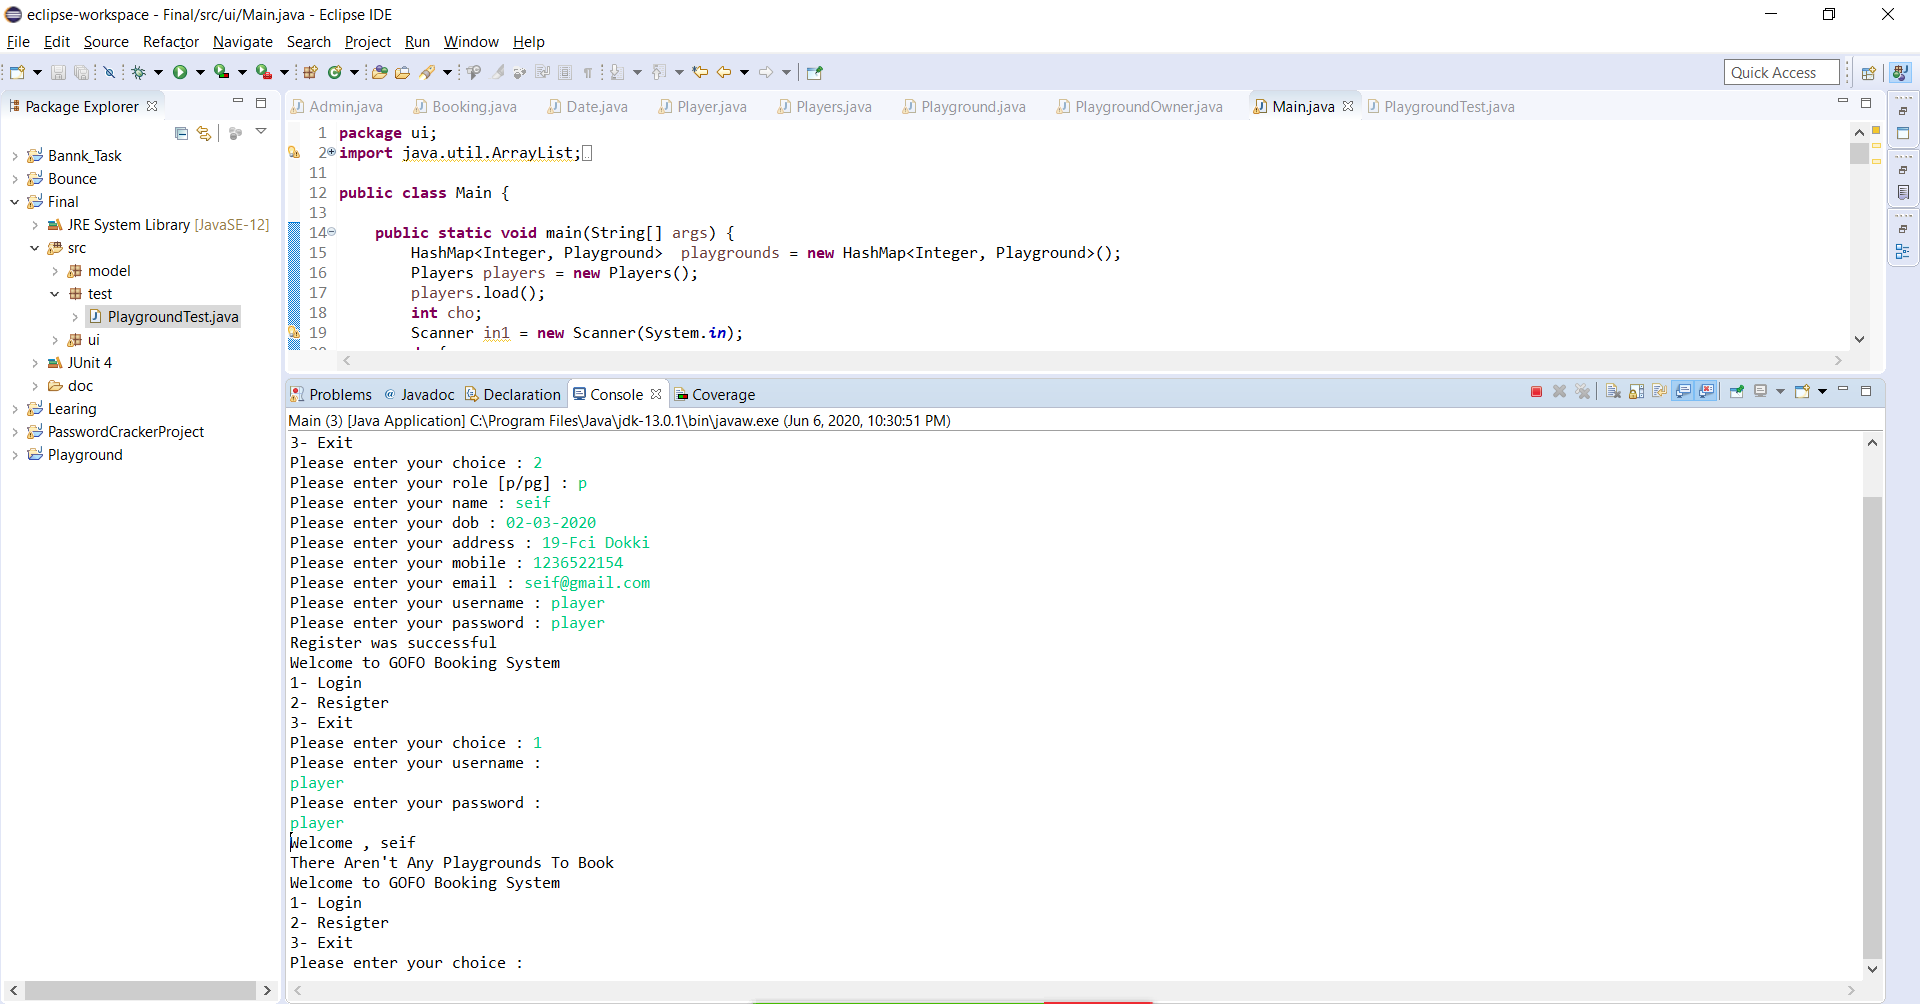 eclipse-workspace - Final/src/ui/Main.java - Eclipse IDE
File Edit Source Refactor Navigate Search Project Run Window Help
Quick Access
Package Explorer
Bannk_Task
Bounce
Final
JRE System Library [JavaSE-12]
src
model
test
PlaygroundTest.java
ui
JUnit 4
doc
Learing
PasswordCrackerProject
Playground
Admin.java Booking.java Date.java Player.java Players.java Playground.java PlaygroundOwner.java Main.java PlaygroundTest.java
1 package ui;
2 import java.util.ArrayList;
11
12 public class Main {
13
14 public static void main(String[] args) {
15 HashMap<Integer, Playground> playgrounds = new HashMap<Integer, Playground>();
16 Players players = new Players();
17 players.load();
18 int cho;
19 Scanner in1 = new Scanner(System.in);
Problems @ Javadoc Declaration Console Coverage
Main (3) [Java Application] C:\Program Files\Java\jdk-13.0.1\bin\javaw.exe (Jun 6, 2020, 10:30:51 PM)
3- Exit
Please enter your choice : 2
Please enter your role [p/pg] : p
Please enter your name : seif
Please enter your dob : 02-03-2020
Please enter your address : 19-Fci Dokki
Please enter your mobile : 1236522154
Please enter your email : seif@gmail.com
Please enter your username : player
Please enter your password : player
Register was successful
Welcome to GOFO Booking System
1- Login
2- Resigter
3- Exit
Please enter your choice : 1
Please enter your username :
player
Please enter your password :
player
Welcome , seif
There Aren't Any Playgrounds To Book
Welcome to GOFO Booking System
1- Login
2- Resigter
3- Exit
Please enter your choice :